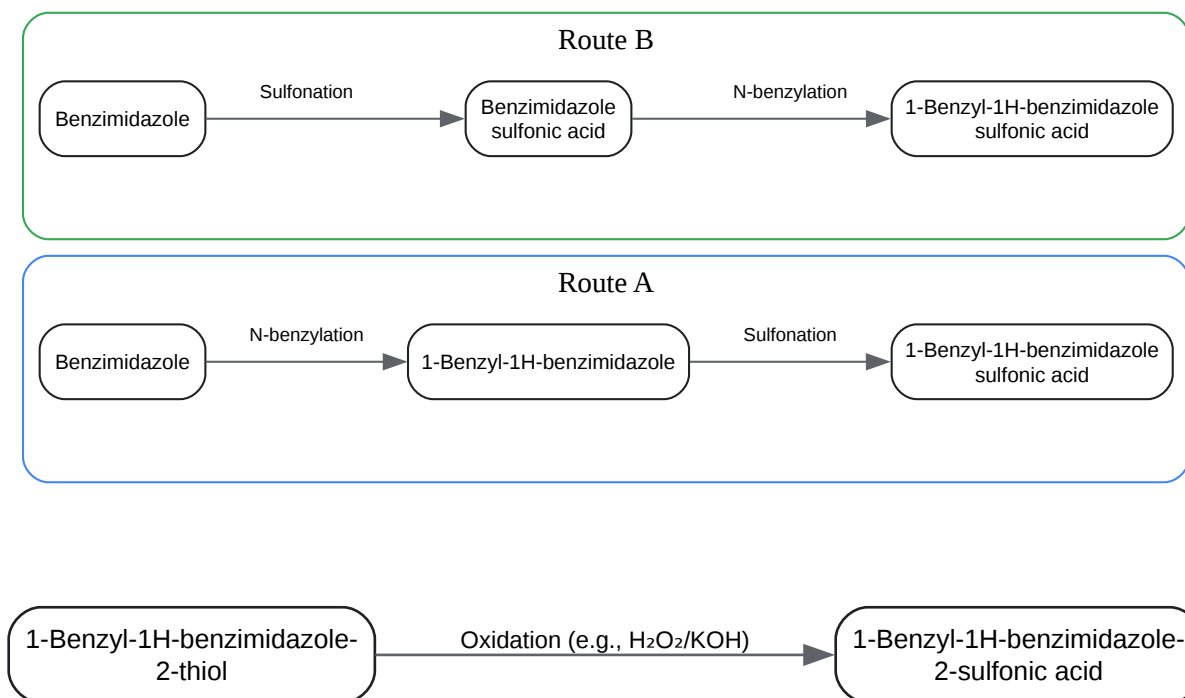 Route B
Benzimidazole
Sulfonation
Benzimidazole
sulfonic acid
N-benzylation
1-Benzyl-1H-benzimidazole
sulfonic acid
Route A
Benzimidazole
N-benzylation
1-Benzyl-1H-benzimidazole
Sulfonation
1-Benzyl-1H-benzimidazole
sulfonic acid
1-Benzyl-1H-benzimidazole-
2-thiol
Oxidation (e.g., H₂O₂/KOH)
1-Benzyl-1H-benzimidazole-
2-sulfonic acid